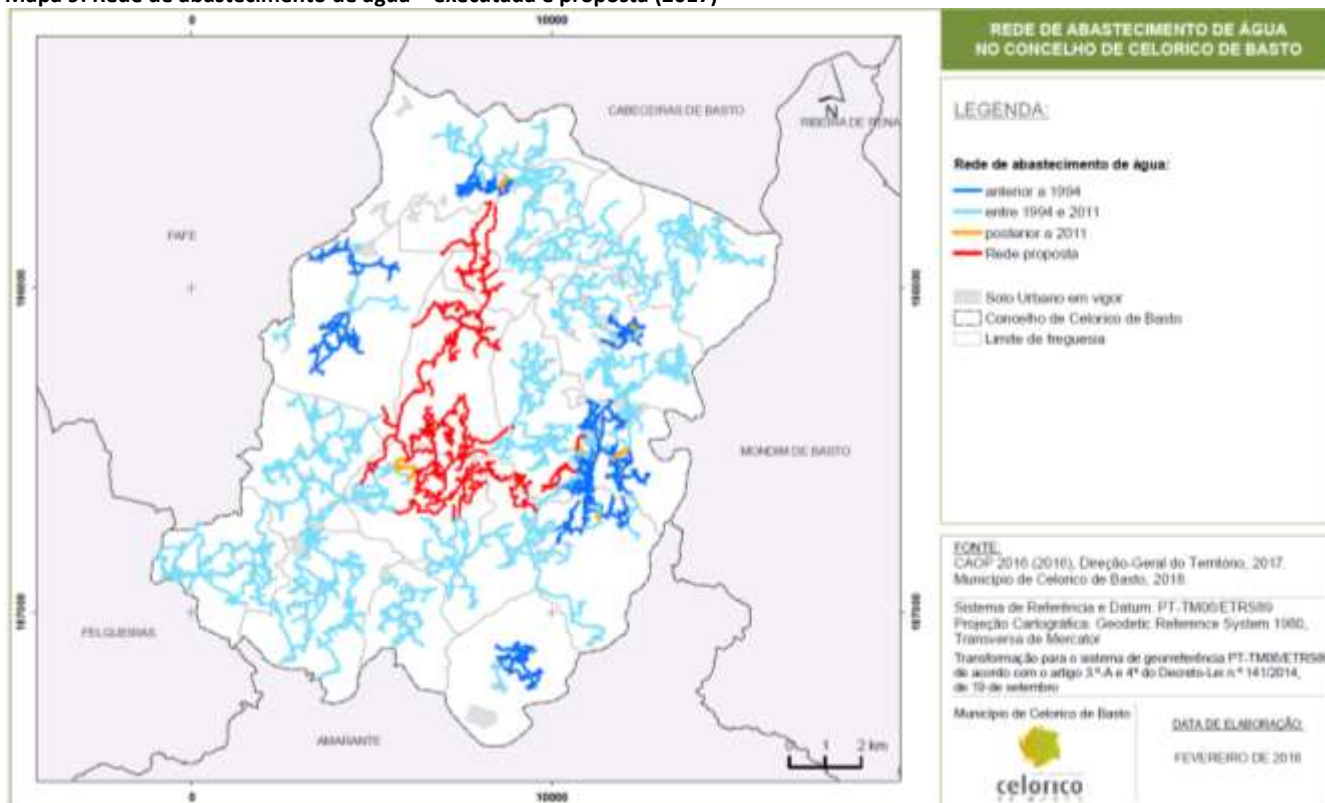 Mapa 9. Rede de abastecimento de água – executada e proposta (2017)
0
10000
REDE DE ABASTECIMENTO DE ÁGUA
NO CONCELHO DE CELORICO DE BASTO
CABECEIRAS DE BASTO
RIBEIRA DE PENA
N
LEGENDA:
Rede de abastecimento de água:
anterior a 1994
entre 1994 e 2011
posterior a 2011
Rede proposta
FAFE
Solo Urbano em vigor
Concelho de Celorico de Basto
Limite de freguesia
MONDIM DE BASTO
FELGUEIRAS
AMARANTE
0 1 2 km
0
10000
FONTE:
CAOP 2016 (2016), Direção-Geral do Território, 2017.
Município de Celorico de Basto, 2018.
Sistema de Referência e Datum: PT-TM06/ETRS89
Projeção Cartográfica: Geodetic Reference System 1980,
Transversa de Mercator
Transformação para o sistema de georreferência PT-TM06/ETRS89
de acordo com o artigo 3.º-A e 4º do Decreto-Lei n.º 141/2014,
de 19 de setembro
Município de Celorico de Basto
celorico
DATA DE ELABORAÇÃO:
FEVEREIRO DE 2018